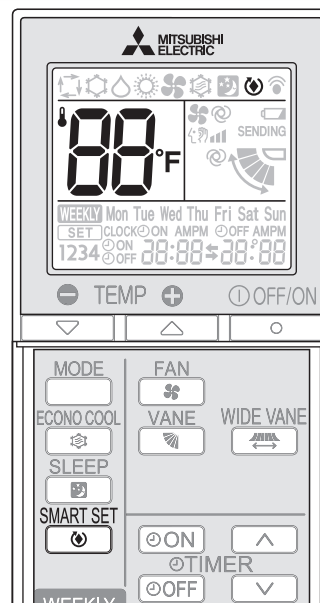 MITSUBISHI
ELECTRIC
88°F
SENDING
WEEKLY Mon Tue Wed Thu Fri Sat Sun
SET CLOCK ON AMPM OFF AMPM
1234 ON OFF 88:88 88:88
TEMP OFF/ON
MODE FAN
ECONO COOL VANE WIDE VANE
SLEEP
SMART SET
ON
TIMER
OFF
WEEKLY